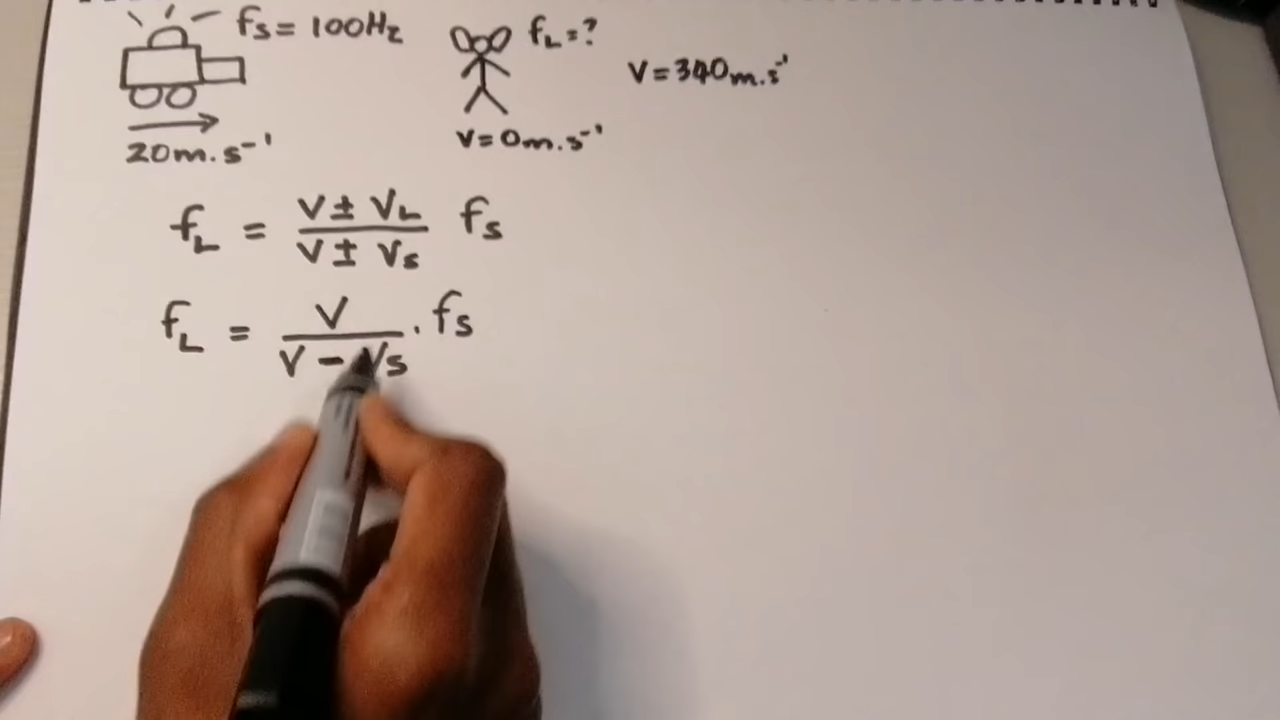 fs = 100Hz
fL = ?
V = 340m.s⁻¹
20m.s⁻¹
V = 0m.s⁻¹
fL = V ± VL / V ± Vs fs
fL = V / V - Vs . fs